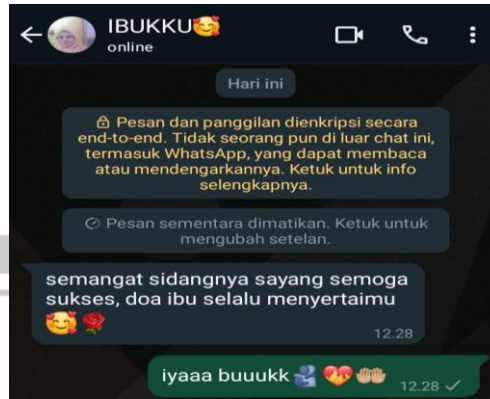 IBUKKU🥰
online
Hari ini
Pesan dan panggilan dienkripsi secara
end-to-end. Tidak seorang pun di luar chat ini,
termasuk WhatsApp, yang dapat membaca
atau mendengarkannya. Ketuk untuk info
selengkapnya.
Pesan sementara dimatikan. Ketuk untuk
mengubah setelan.
semangat sidangnya sayang semoga
sukses, doa ibu selalu menyertaimu
🥰🌹
12.28
iyaaa buuukk 🫂 💝 🤲🏼 12.28